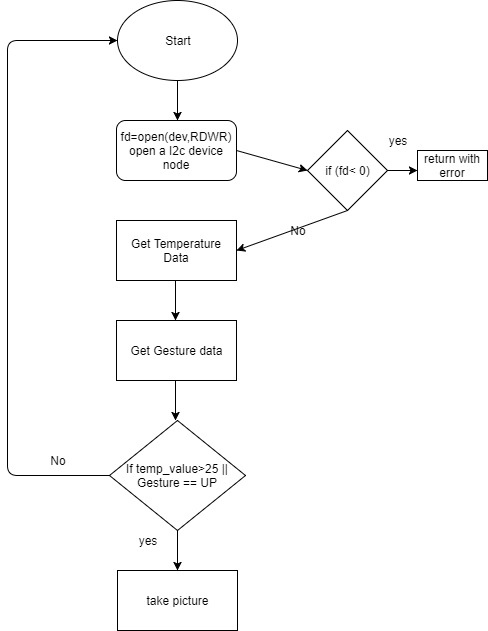 Start
fd=open(dev,RDWR)
open a I2c device
node
if (fd< 0)
yes
return with
error
No
Get Temperature
Data
Get Gesture data
If temp_value>25 ||
Gesture == UP
No
yes
take picture